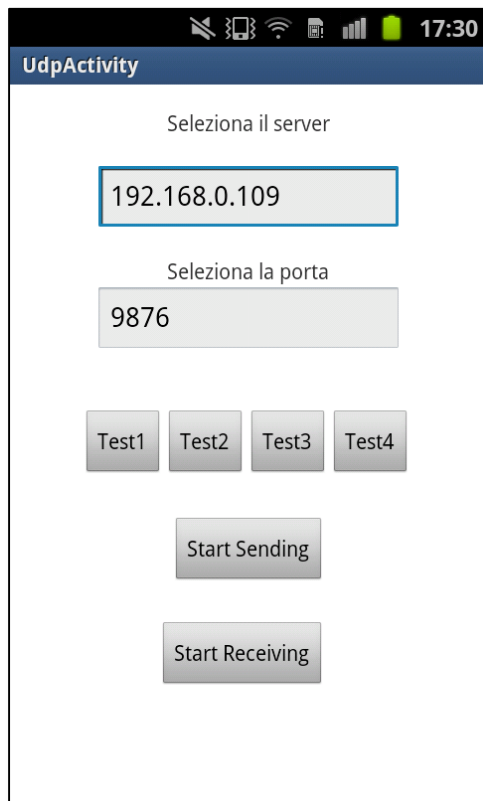 17:30
UdpActivity
Seleziona il server
192.168.0.109
Seleziona la porta
9876
Test1 Test2 Test3 Test4
Start Sending
Start Receiving